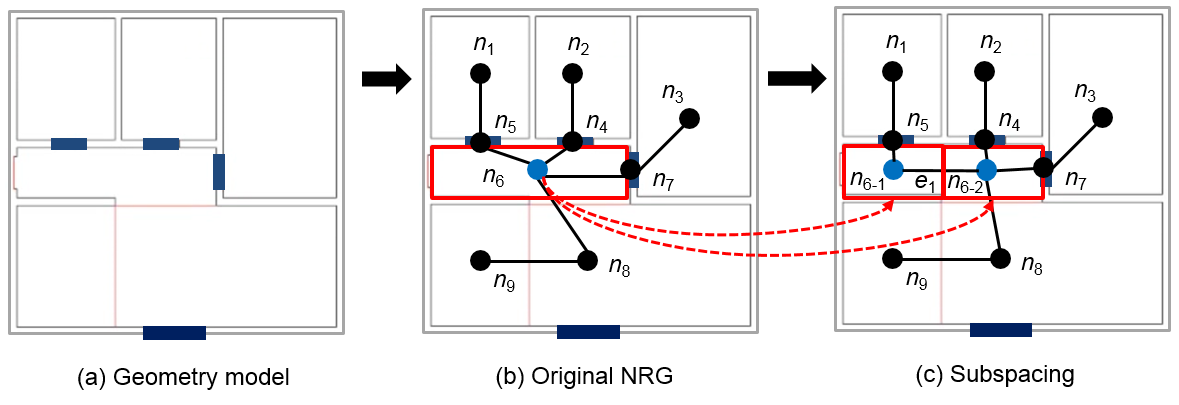 n1
n2
n3
n5
n4
n6
n7
n8
n9
n1
n2
n3
n5
n4
n6-1
e1
n6-2
n7
n8
n9
(a) Geometry model
(b) Original NRG
(c) Subspacing